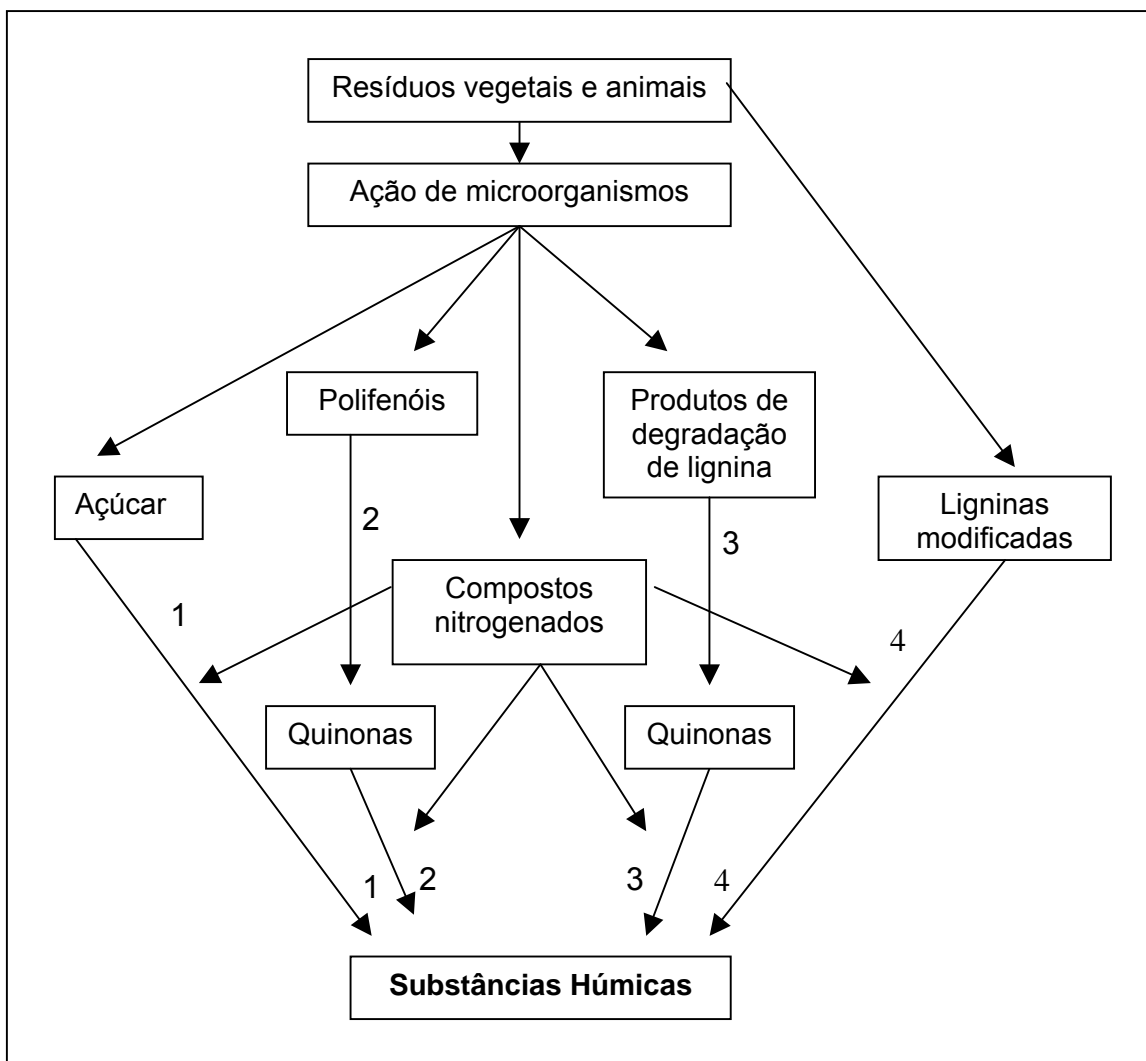 Resíduos vegetais e animais
Ação de microorganismos
Polifenóis
Produtos de
degradação
de lignina
Açúcar
Ligninas
modificadas
2
3
Compostos
nitrogenados
1
4
Quinonas
Quinonas
1
2
3
4
Substâncias Húmicas